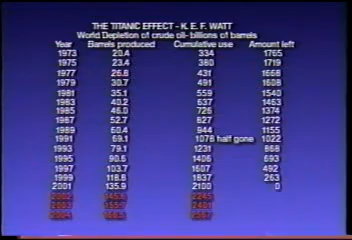 THE TITANIC EFFECT - K. E. F. WATT
World Depletion of crude oil- billions of barrels
Year Barrels produced Cumulative use Amount left
1973 20.4 334 1765
1975 23.4 380 1719
1977 26.8 431 1668
1979 30.7 491 1608
1981 35.1 559 1540
1983 40.2 637 1463
1985 46.0 726 1374
1987 52.7 827 1272
1989 60.4 944 1155
1991 69.1 1078 half gone 1022
1993 79.1 1231 868
1995 90.6 1406 693
1997 103.7 1607 492
1999 118.8 1837 263
2001 135.9 2100 0
2002 2245
2003 2401
2004